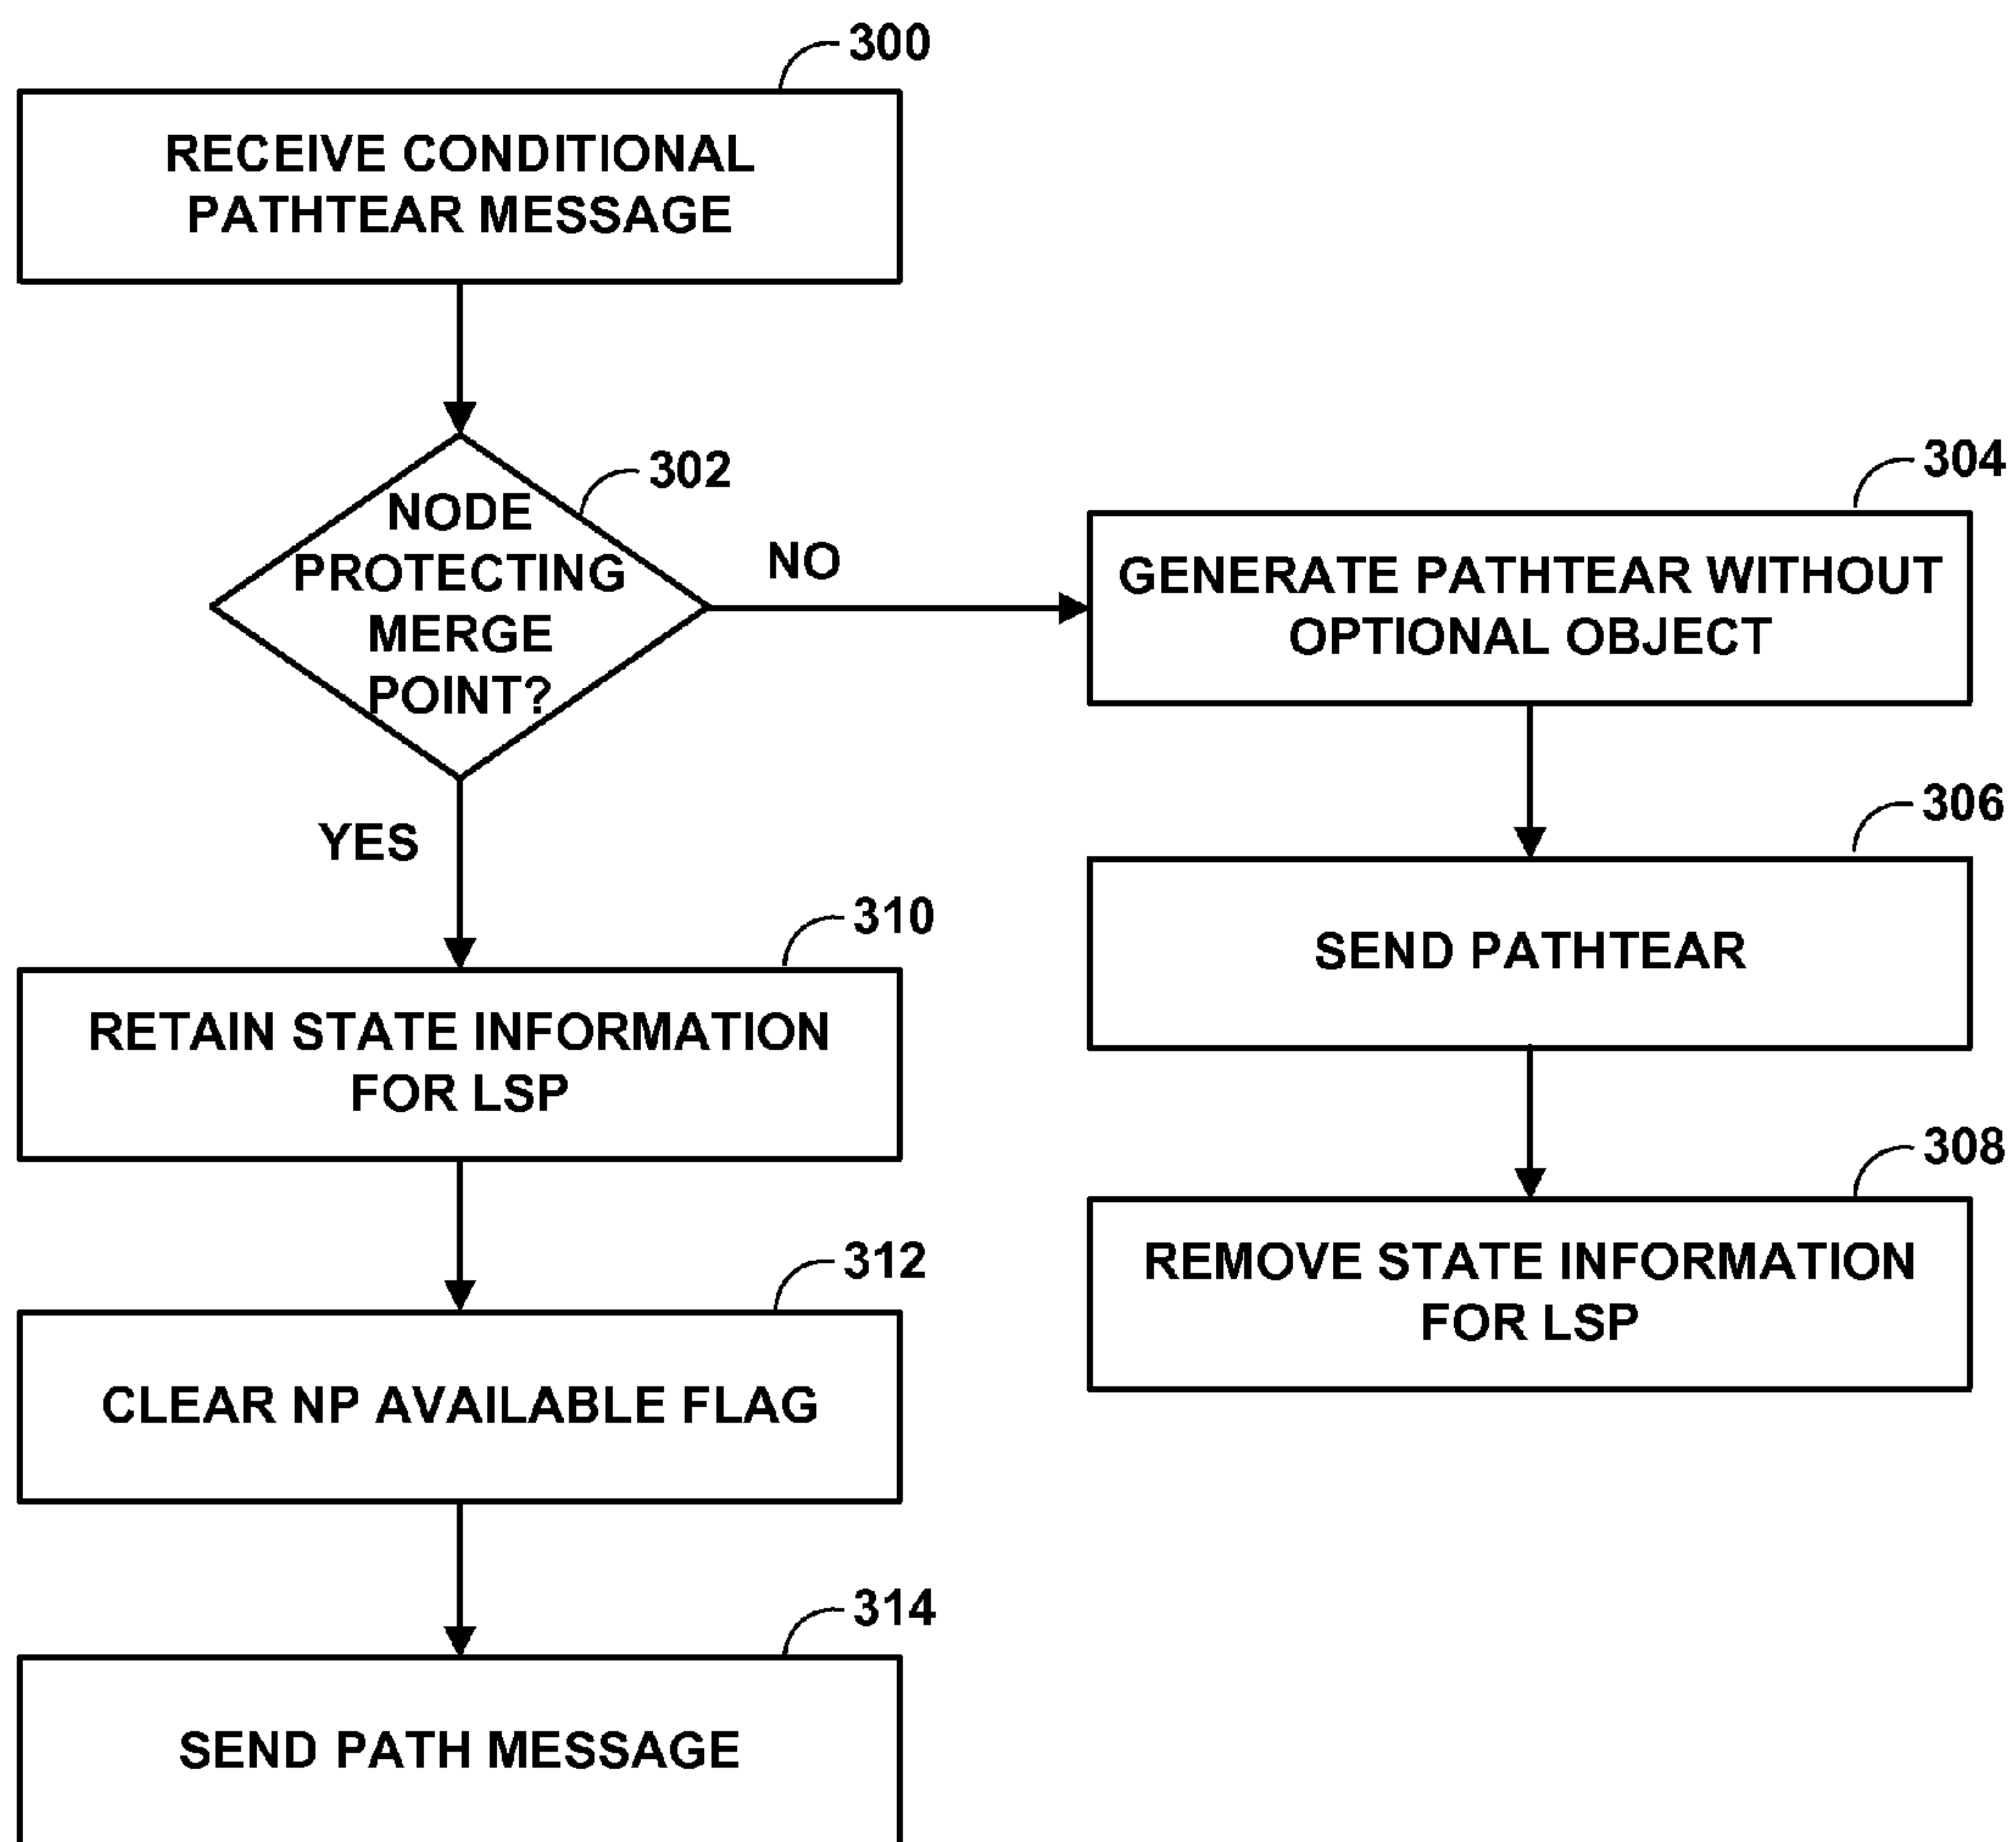 300
RECEIVE CONDITIONAL
PATHTEAR MESSAGE
302
NODE
PROTECTING
MERGE
POINT?
NO
YES
304
GENERATE PATHTEAR WITHOUT
OPTIONAL OBJECT
306
SEND PATHTEAR
308
REMOVE STATE INFORMATION
FOR LSP
310
RETAIN STATE INFORMATION
FOR LSP
312
CLEAR NP AVAILABLE FLAG
314
SEND PATH MESSAGE